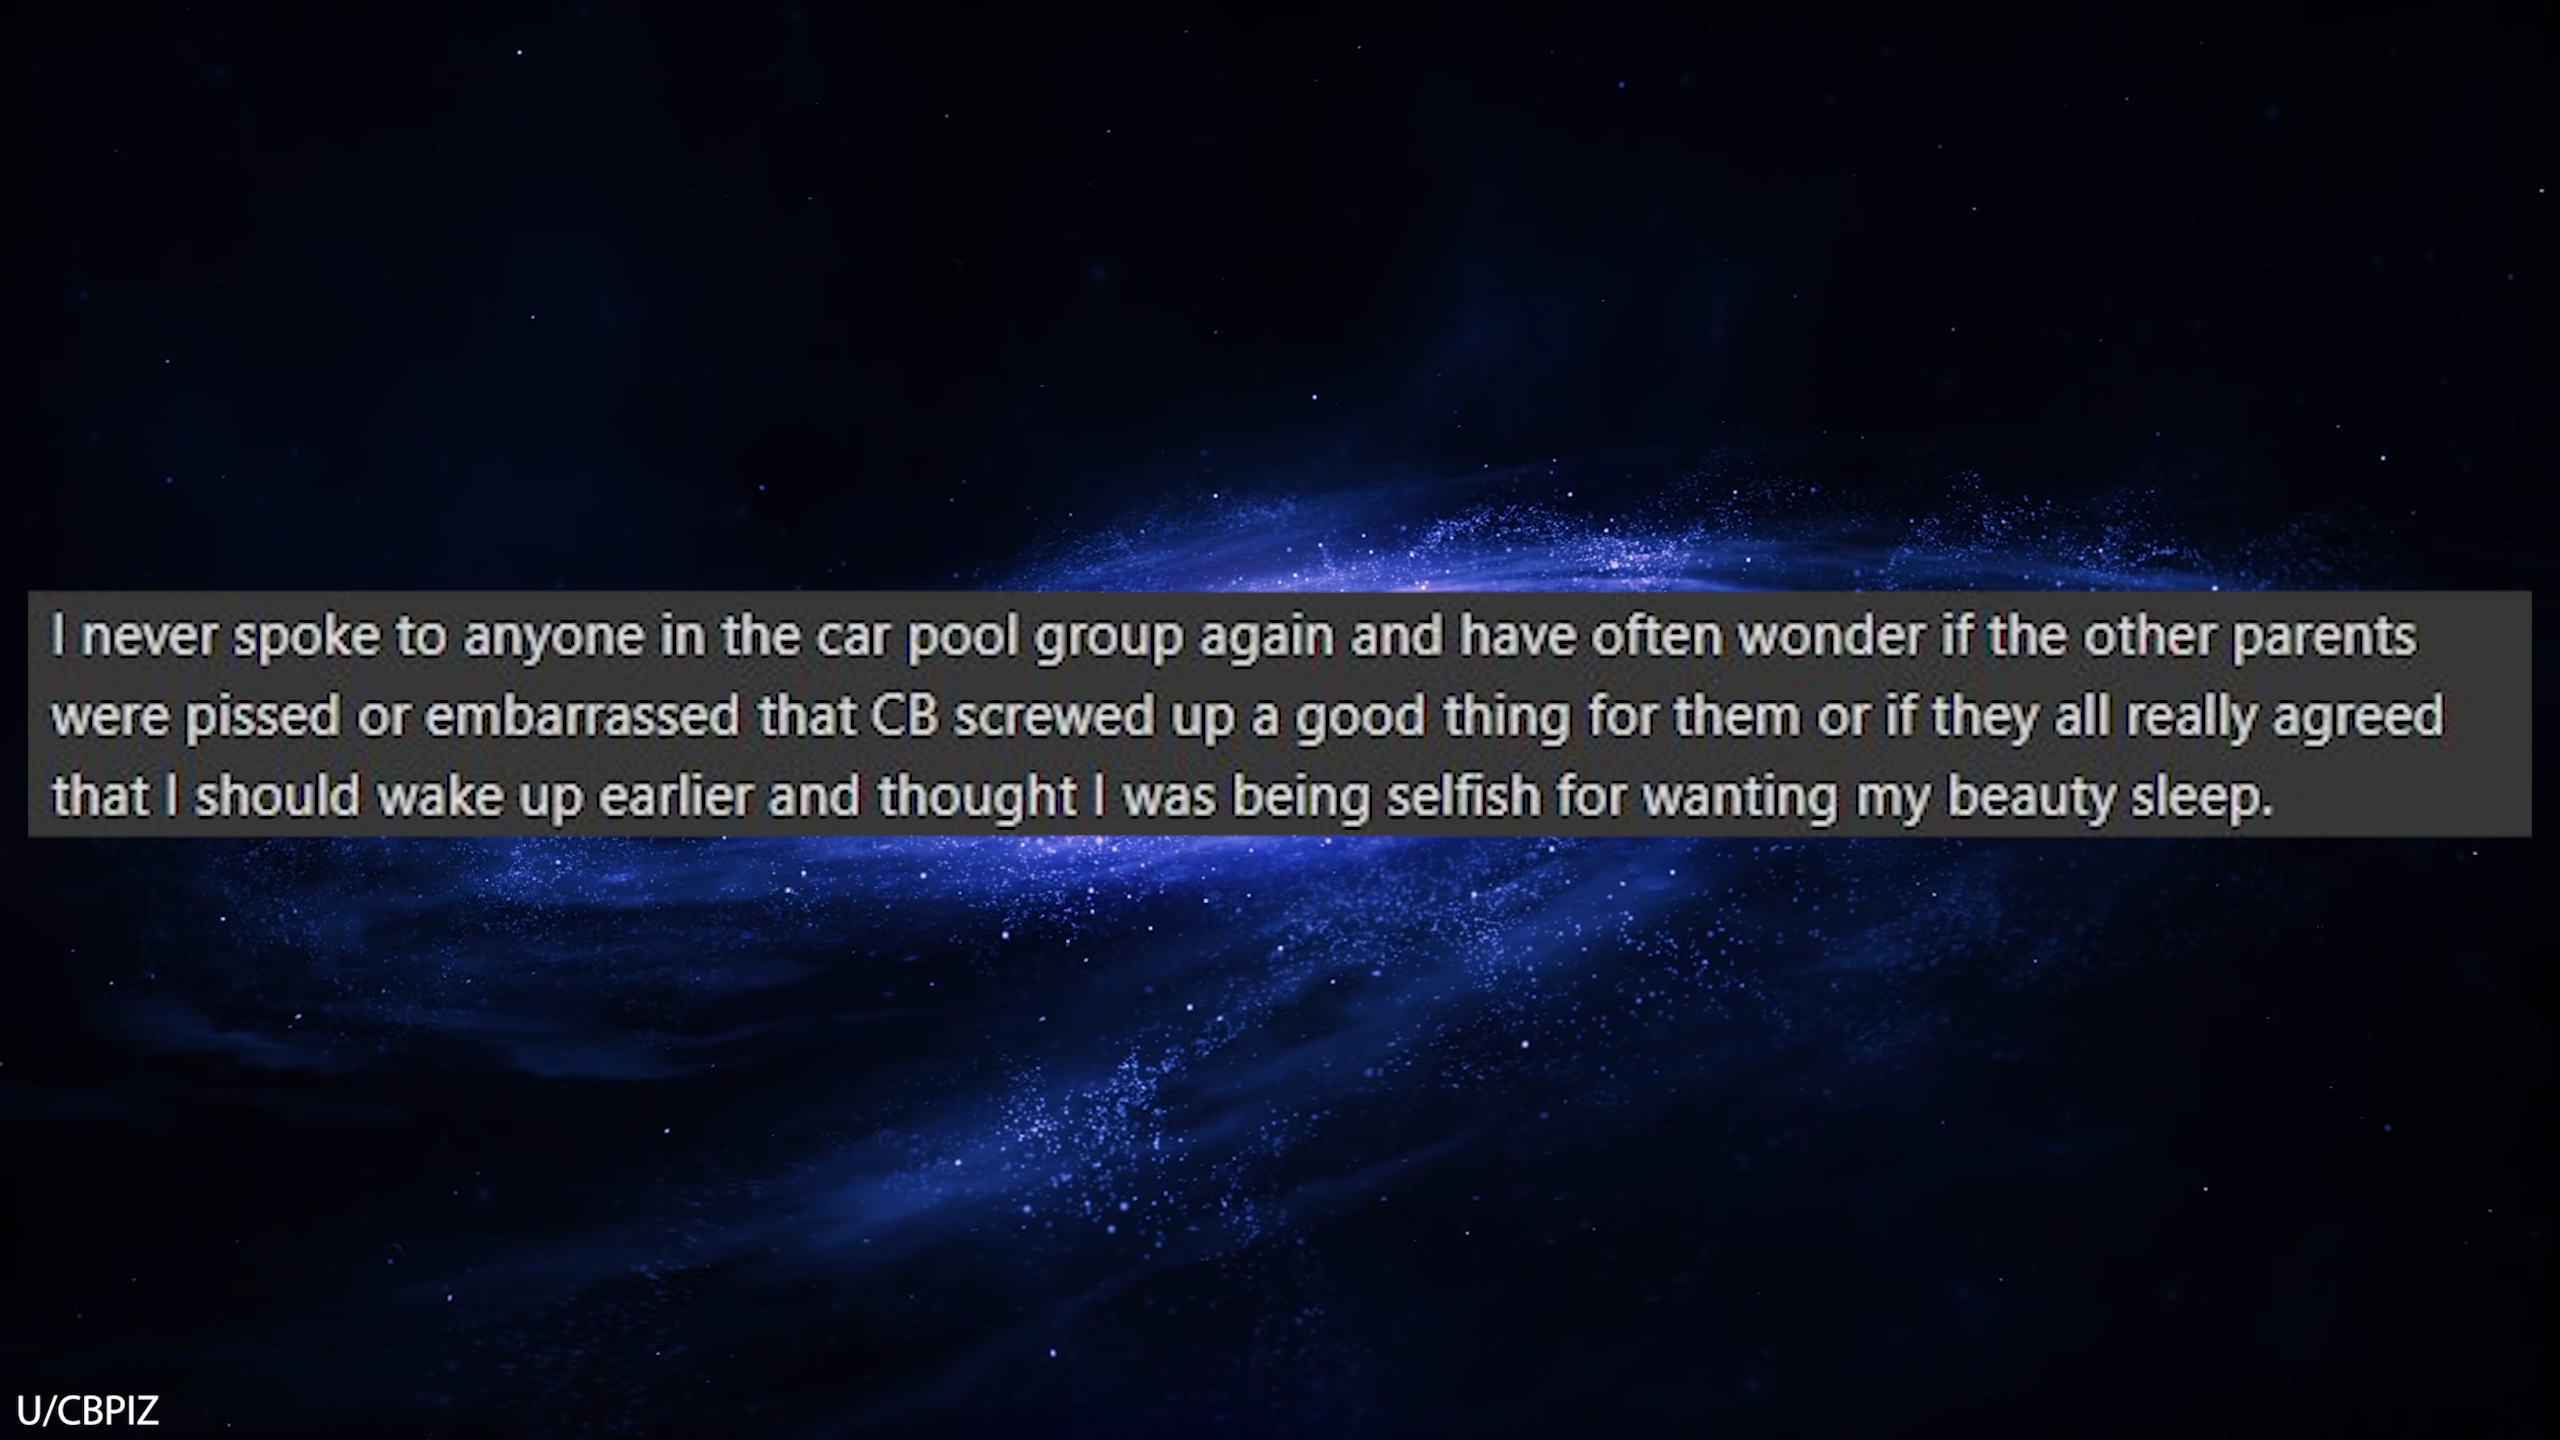 I never spoke to anyone in the car pool group again and have often wonder if the other parents
were pissed or embarrassed that CB screwed up a good thing for them or if they all really agreed
that I should wake up earlier and thought I was being selfish for wanting my beauty sleep.
U/CBPIZ